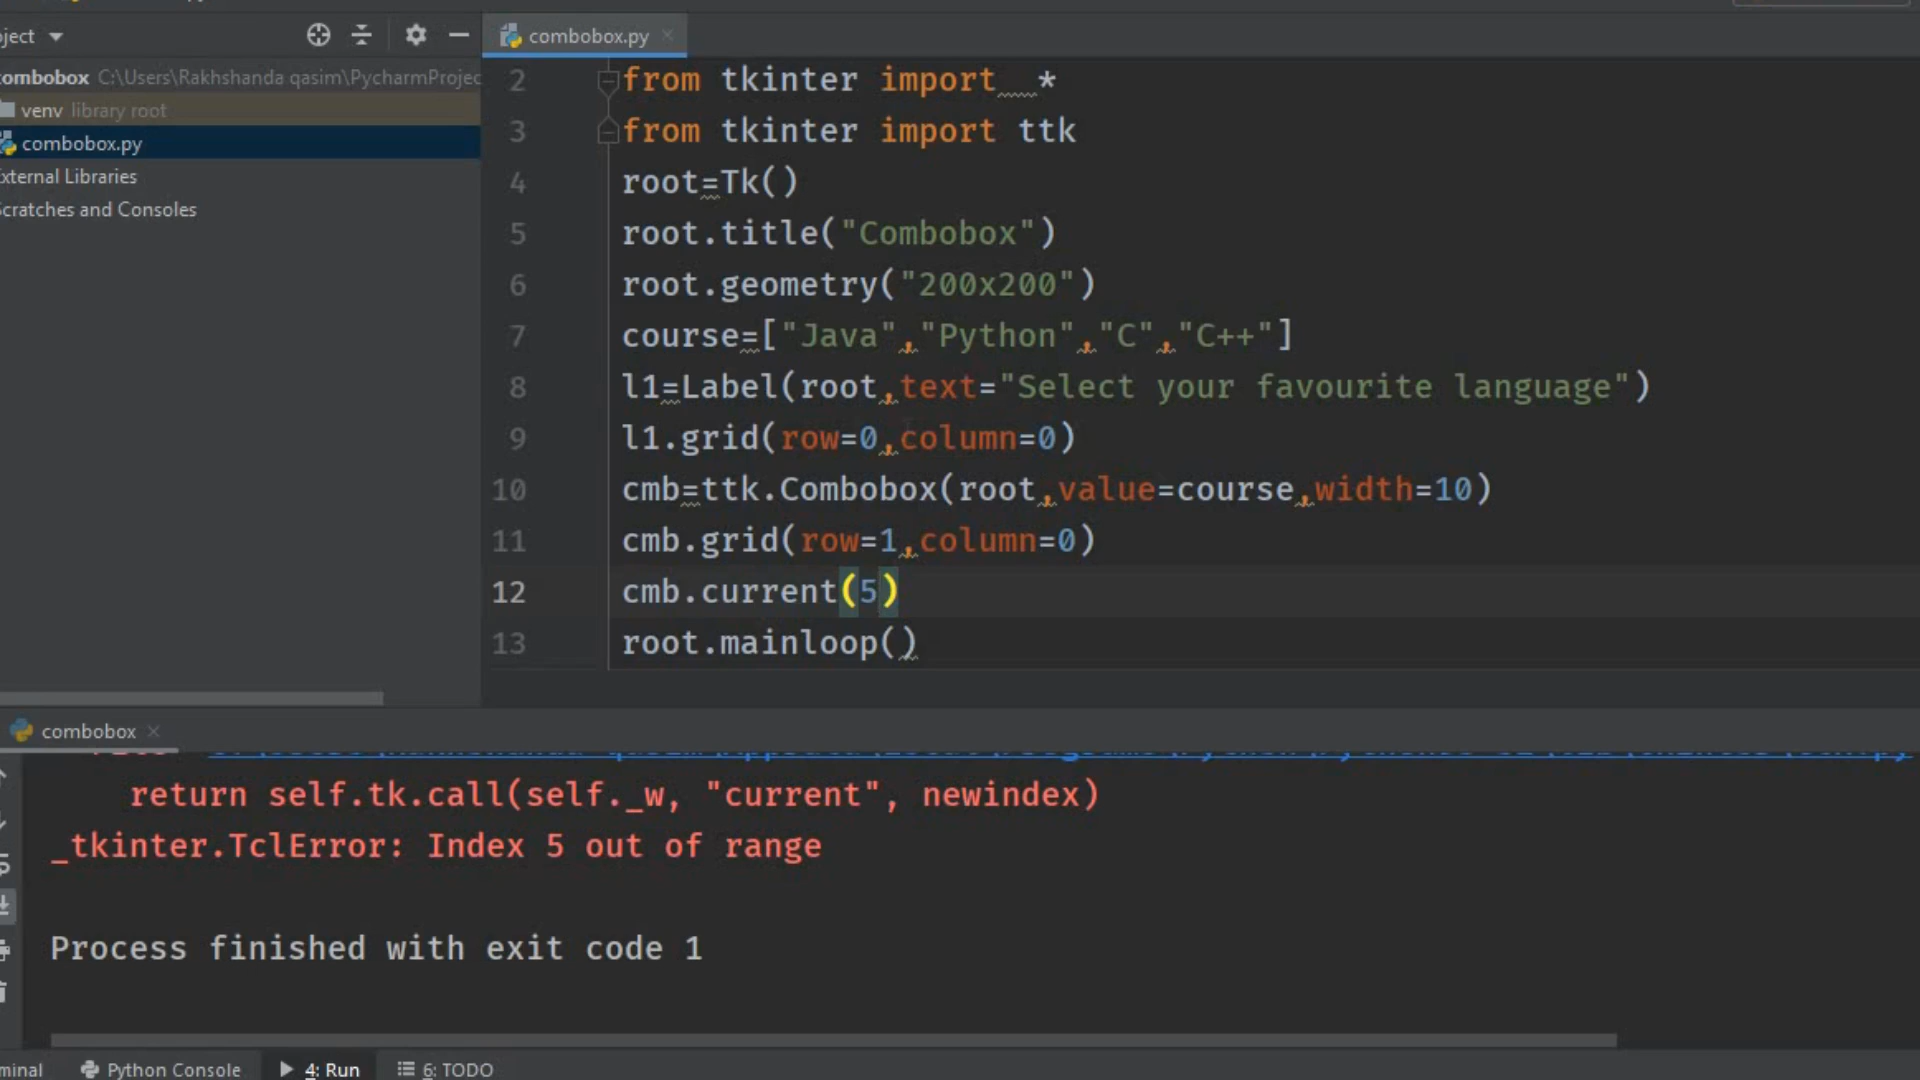 ject
combobox.py
ombobox C:\Users\Rakhshanda qasim\PycharmProjec
venv library root
combobox.py
External Libraries
Scratches and Consoles
2 from tkinter import *
3 from tkinter import ttk
4 root=Tk()
5 root.title("Combobox")
6 root.geometry("200x200")
7 course=["Java","Python","C","C++"]
8 l1=Label(root,text="Select your favourite language")
9 l1.grid(row=0,column=0)
10 cmb=ttk.Combobox(root,value=course,width=10)
11 cmb.grid(row=1,column=0)
12 cmb.current(5)
13 root.mainloop()
combobox
return self.tk.call(self._w, "current", newindex)
_tkinter.TclError: Index 5 out of range
Process finished with exit code 1
minal Python Console 4: Run 6: TODO